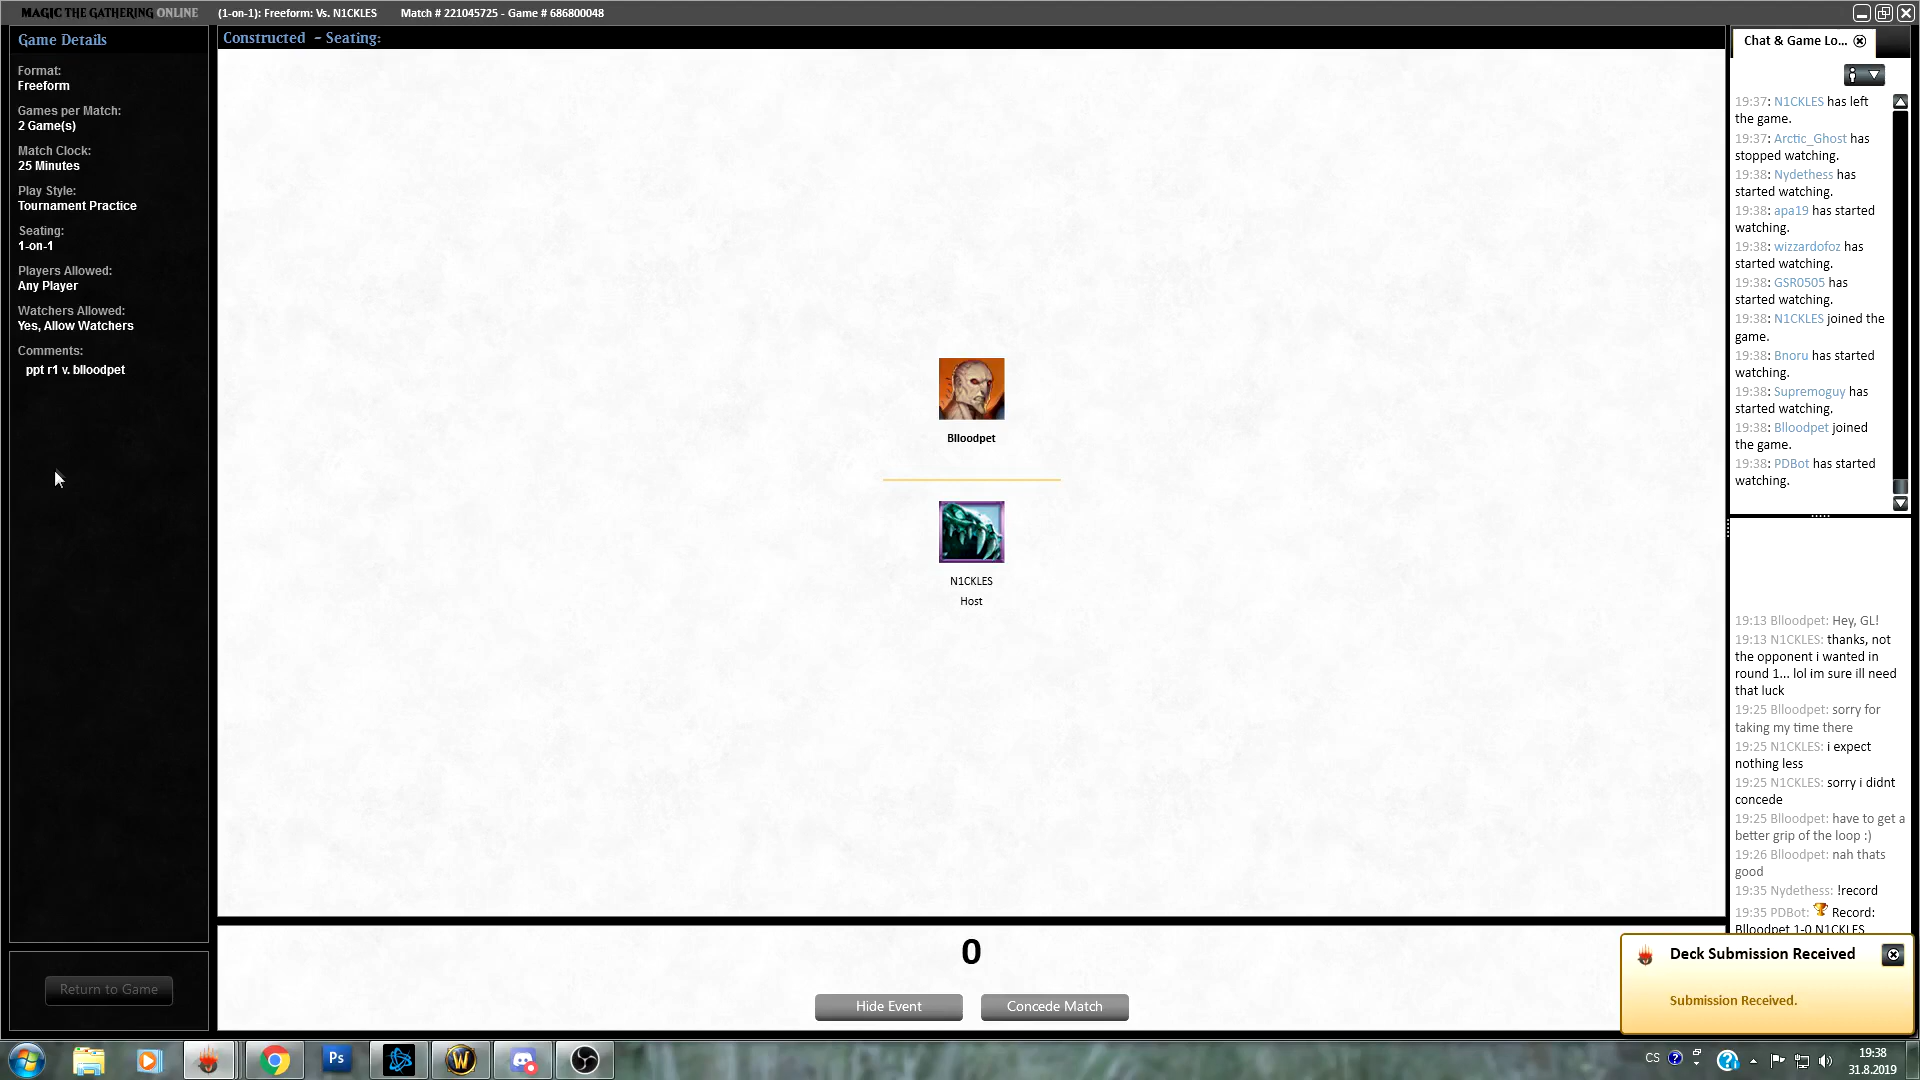 MAGIC THE GATHERING ONLINE (1-on-1): Freeform: Vs. N1CKLES Match # 221045725 - Game # 686800048
Game Details
Format:
Freeform
Games per Match:
2 Game(s)
Match Clock:
25 Minutes
Play Style:
Tournament Practice
Seating:
1-on-1
Players Allowed:
Any Player
Watchers Allowed:
Yes, Allow Watchers
Comments:
ppt r1 v. blloodpet
Return to Game
Constructed - Seating:
Blloodpet
N1CKLES
Host
0
Hide Event Concede Match
Chat & Game Lo...
19:37: N1CKLES has left
the game.
19:37: Arctic_Ghost has
stopped watching.
19:38: Nydethess has
started watching.
19:38: apa19 has started
watching.
19:38: wizzardofoz has
started watching.
19:38: GSR0505 has
started watching.
19:38: N1CKLES joined the
game.
19:38: Bnoru has started
watching.
19:38: Supremoguy has
started watching.
19:38: Blloodpet joined
the game.
19:38: PDBot has started
watching.
19:13 Blloodpet: Hey, GL!
19:13 N1CKLES: thanks, not
the opponent i wanted in
round 1... lol im sure ill need
that luck
19:25 Blloodpet: sorry for
taking my time there
19:25 N1CKLES: i expect
nothing less
19:25 N1CKLES: sorry i didnt
concede
19:25 Blloodpet: have to get a
better grip of the loop :)
19:26 Blloodpet: nah thats
good
19:35 Nydethess: !record
19:35 PDBot: Record:
Blloodpet 1-0 N1CKLES
Deck Submission Received
Submission Received.
Ps
W
CS
19:38
31.8.2019